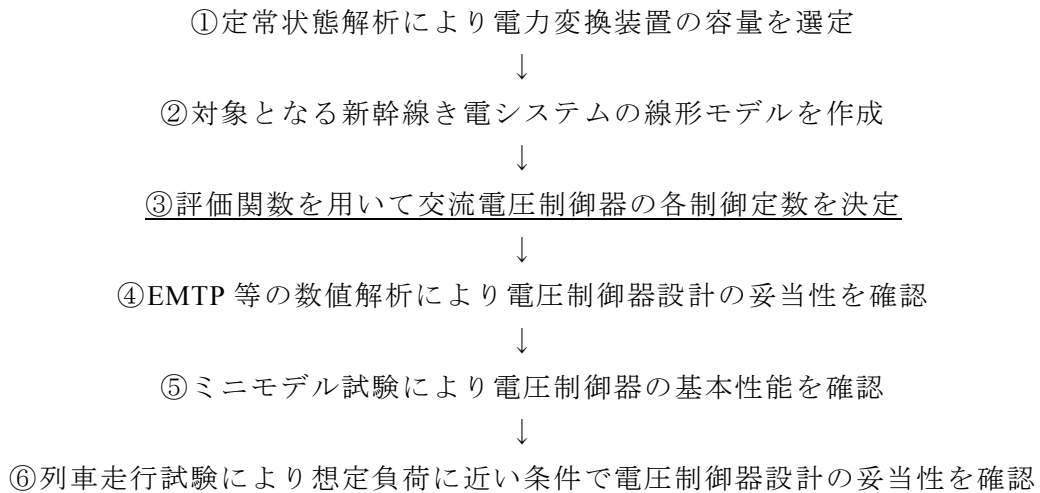 ①定常状態解析により電力変換装置の容量を選定
↓
②対象となる新幹線き電システムの線形モデルを作成
↓
③評価関数を用いて交流電圧制御器の各制御定数を決定
↓
④EMTP 等の数値解析により電圧制御器設計の妥当性を確認
↓
⑤ミニモデル試験により電圧制御器の基本性能を確認
↓
⑥列車走行試験により想定負荷に近い条件で電圧制御器設計の妥当性を確認